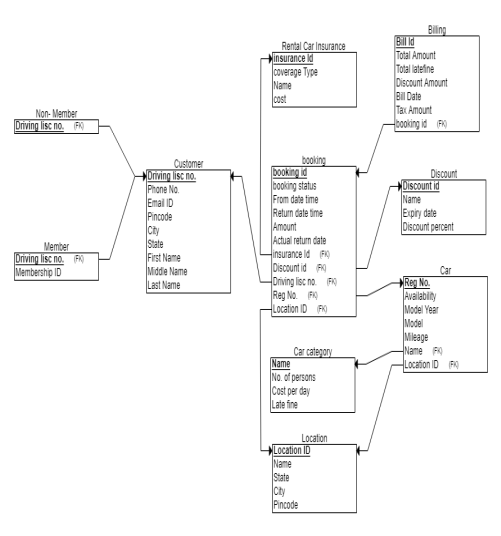 Billing
Bill Id
Total Amount
Total latefine
Discount Amount
Bill Date
Tax Amount
booking id (FK)
Rental Car Insurance
insurance Id
coverage Type
Name
cost
Non- Member
Driving lisc no. (FK)
Customer
Driving lisc no.
Phone No.
Email ID
Pincode
City
State
First Name
Middle Name
Last Name
Member
Driving lisc no. (FK)
Membership ID
booking
booking id
booking status
From date time
Return date time
Amount
Actual return date
insurance Id (FK)
Discount id (FK)
Driving lisc no. (FK)
Reg No. (FK)
Location ID (FK)
Discount
Discount id
Name
Expiry date
Discount percent
Car
Reg No.
Availability
Model Year
Model
Mileage
Name (FK)
Location ID (FK)
Car category
Name
No. of persons
Cost per day
Late fine
Location
Location ID
Name
State
City
Pincode